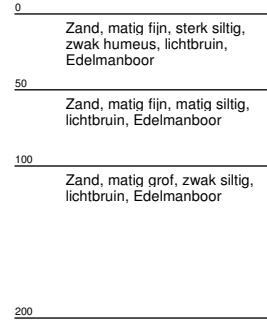 0
Zand, matig fijn, sterk siltig,
zwak humeus, lichtbruin,
Edelmanboor
50
Zand, matig fijn, matig siltig,
lichtbruin, Edelmanboor
100
Zand, matig grof, zwak siltig,
lichtbruin, Edelmanboor
200